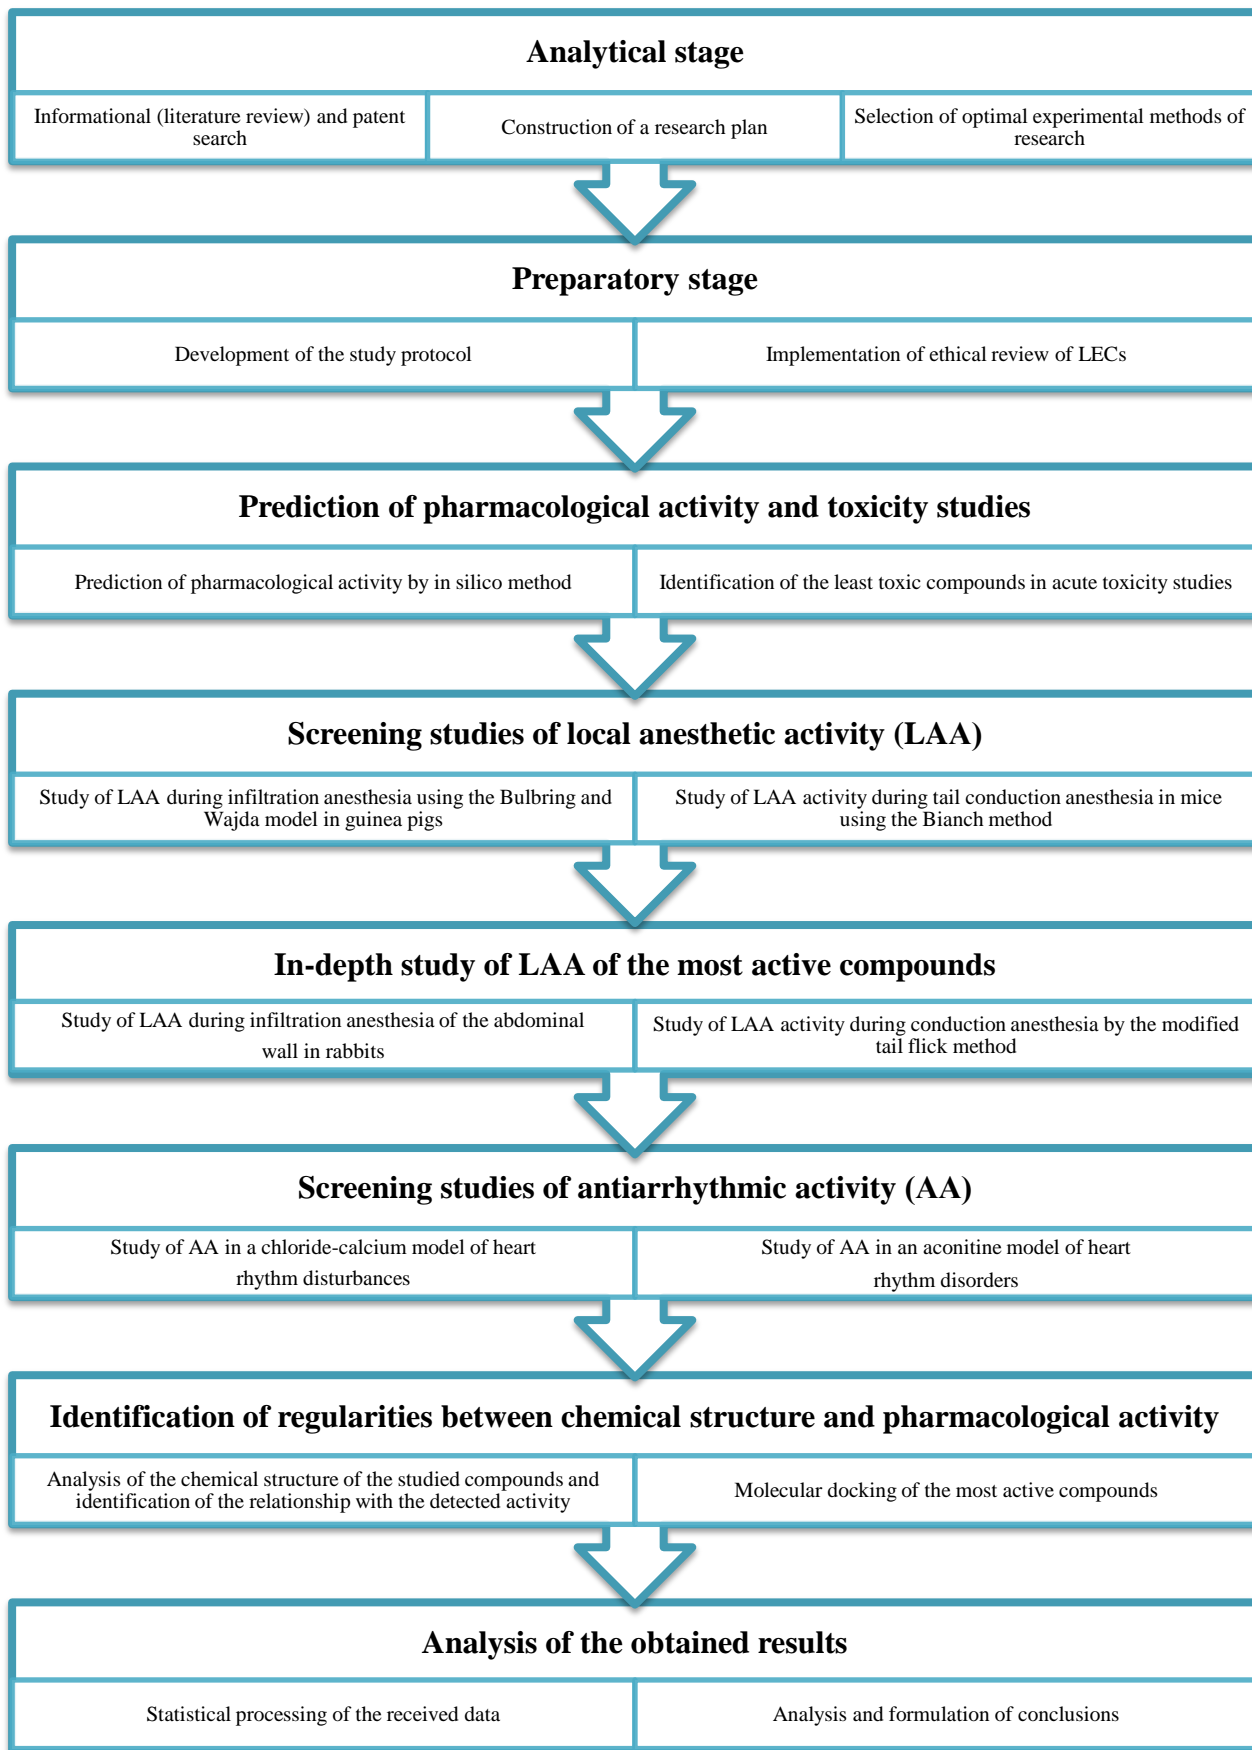 Analytical stage
Informational (literature review) and patent
search
Construction of a research plan
Selection of optimal experimental methods of
research
Preparatory stage
Development of the study protocol
Implementation of ethical review of LECs
Prediction of pharmacological activity and toxicity studies
Prediction of pharmacological activity by in silico method
Identification of the least toxic compounds in acute toxicity studies
Screening studies of local anesthetic activity (LAA)
Study of LAA during infiltration anesthesia using the Bulbring and
Wajda model in guinea pigs
Study of LAA activity during tail conduction anesthesia in mice
using the Bianch method
In-depth study of LAA of the most active compounds
Study of LAA during infiltration anesthesia of the abdominal
wall in rabbits
Study of LAA activity during conduction anesthesia by the modified
tail flick method
Screening studies of antiarrhythmic activity (AA)
Study of AA in a chloride-calcium model of heart
rhythm disturbances
Study of AA in an aconitine model of heart
rhythm disorders
Identification of regularities between chemical structure and pharmacological activity
Analysis of the chemical structure of the studied compounds and
identification of the relationship with the detected activity
Molecular docking of the most active compounds
Analysis of the obtained results
Statistical processing of the received data
Analysis and formulation of conclusions